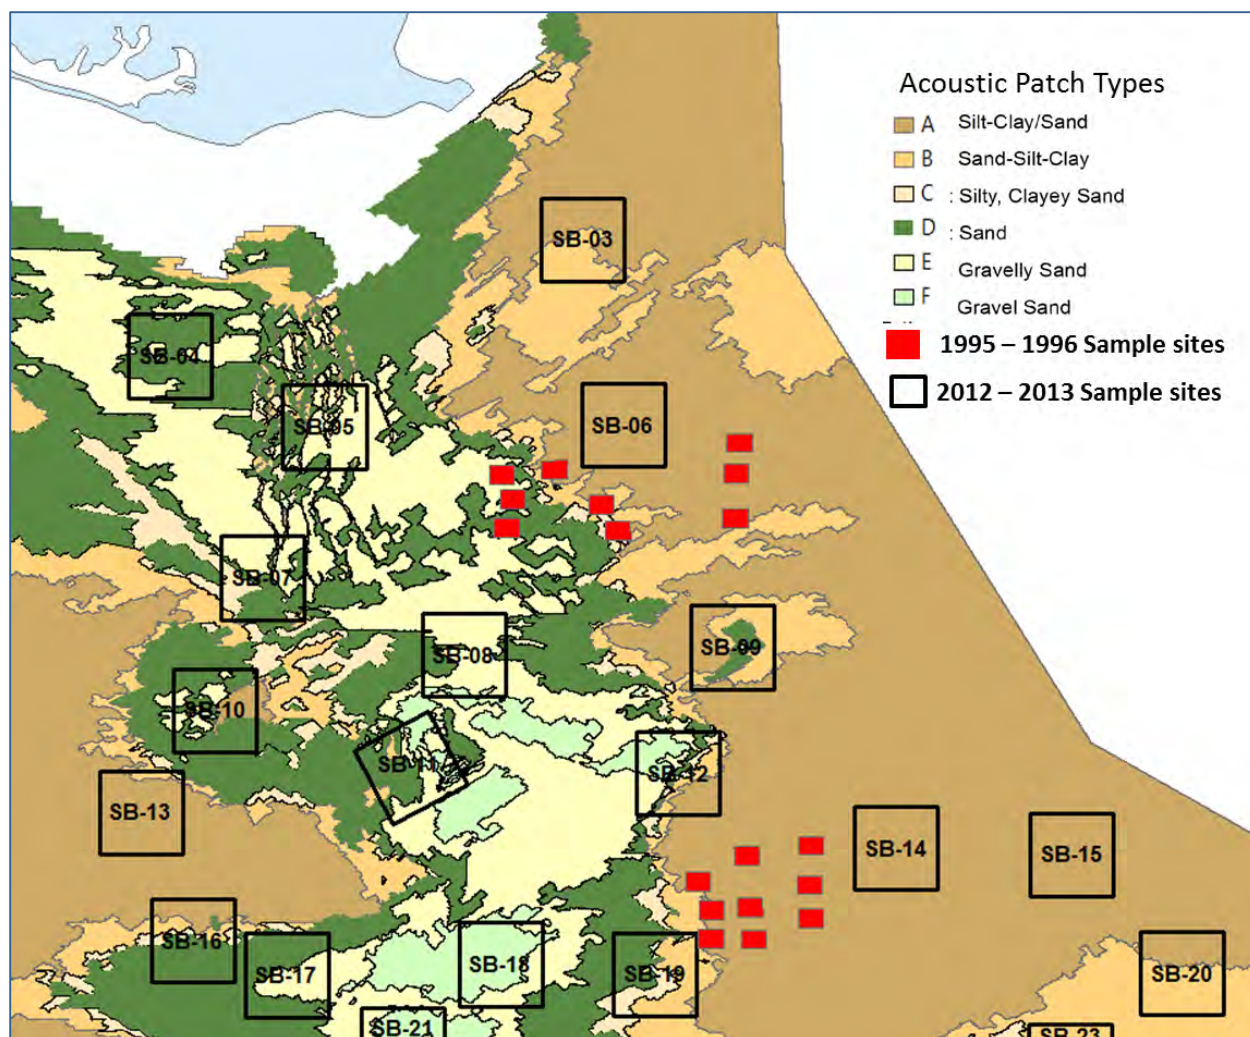 Acoustic Patch Types
A Silt-Clay/Sand
B Sand-Silt-Clay
C : Silty, Clayey Sand
D : Sand
E Gravelly Sand
F Gravel Sand
1995 – 1996 Sample sites
2012 – 2013 Sample sites
SB-03
SB-04
SB-05
SB-06
SB-07
SB-08
SB-09
SB-10
SB-11
SB-12
SB-13
SB-14
SB-15
SB-16
SB-17
SB-18
SB-19
SB-20
SB-21
SB-23